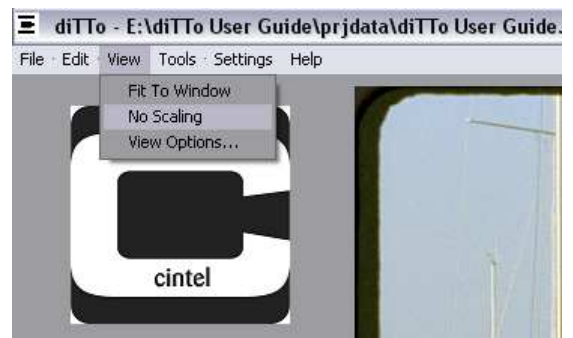 diTTo - E:\diTTo User Guide\prjdata\diTTo User Guide.
File Edit View Tools Settings Help
Fit To Window
No Scaling
View Options...
cintel